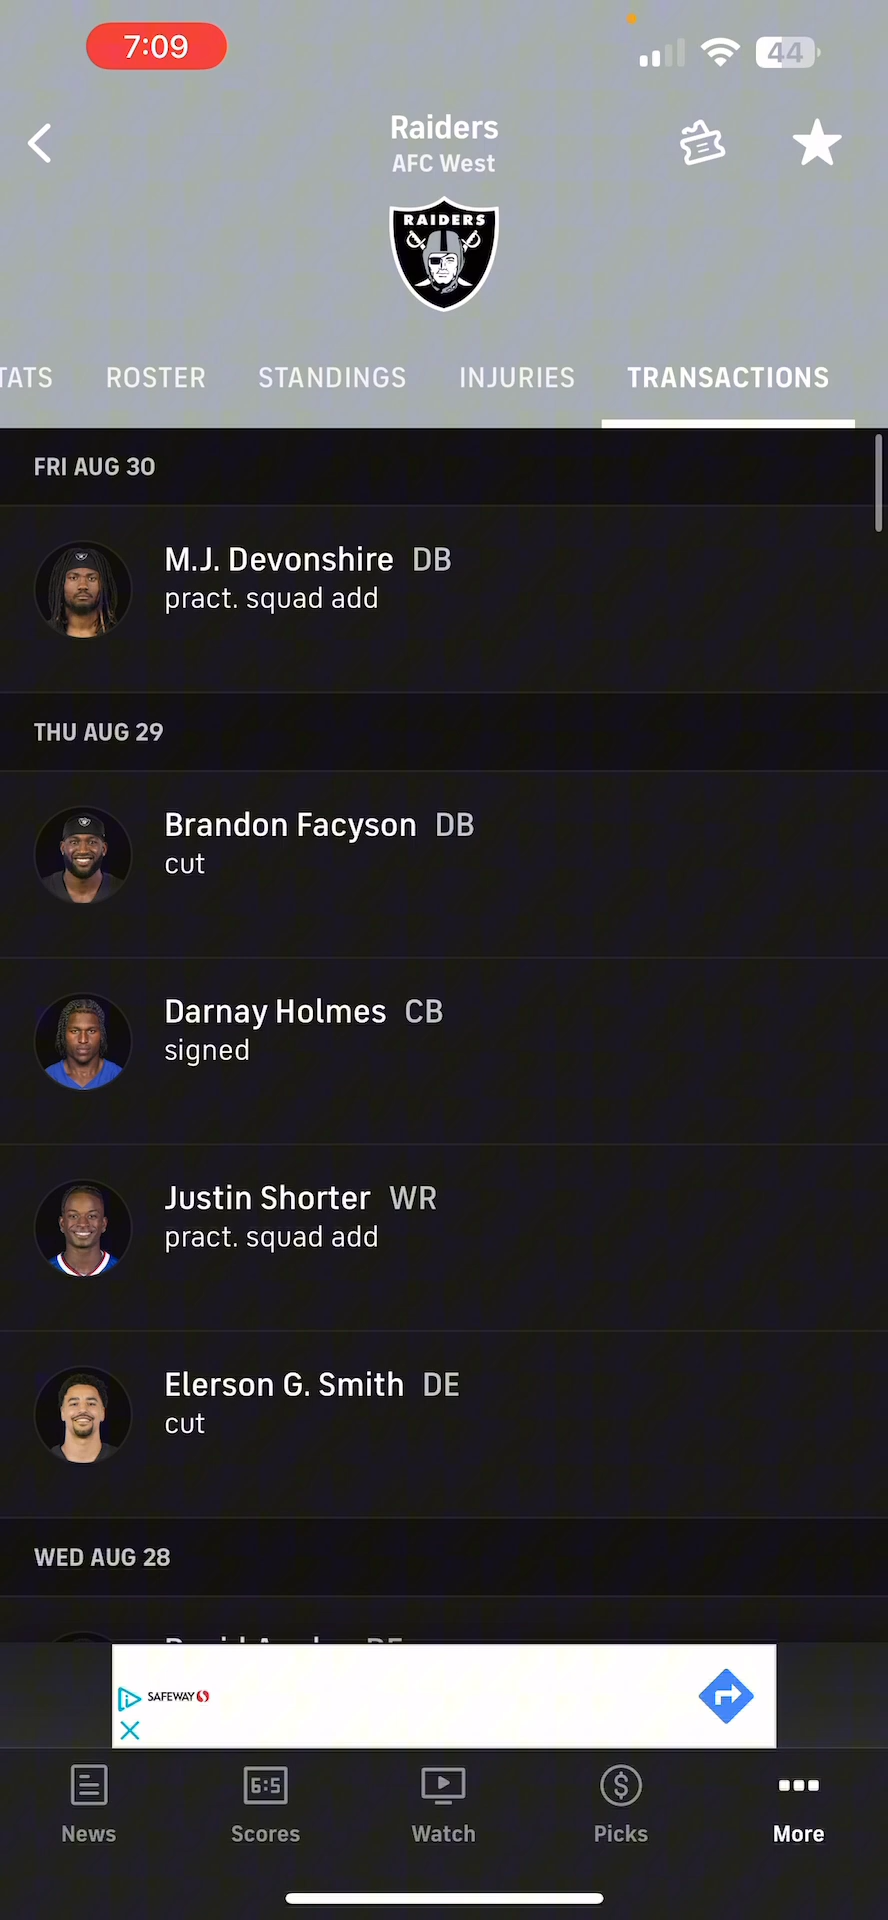 7:09
44
Raiders
AFC West
RAIDERS
TATS ROSTER STANDINGS INJURIES TRANSACTIONS
FRI AUG 30
M.J. Devonshire DB
pract. squad add
THU AUG 29
Brandon Facyson DB
cut
Darnay Holmes CB
signed
Justin Shorter WR
pract. squad add
Elerson G. Smith DE
cut
WED AUG 28
SAFEWAY
6:5
News Scores Watch Picks More